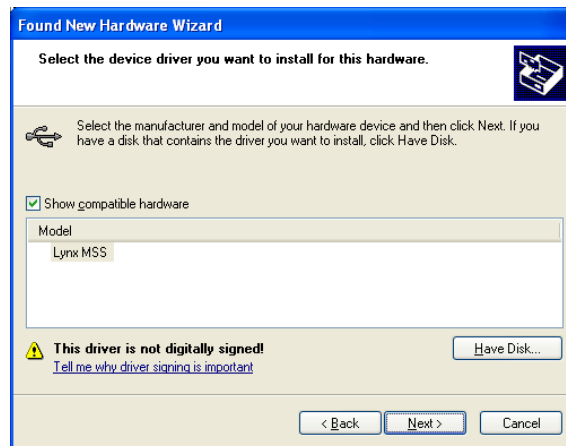 Found New Hardware Wizard
Select the device driver you want to install for this hardware.
Select the manufacturer and model of your hardware device and then click Next. If you
have a disk that contains the driver you want to install, click Have Disk.
Show compatible hardware
Model
Lynx MSS
This driver is not digitally signed!
Have Disk...
Tell me why driver signing is important
< Back
Next >
Cancel